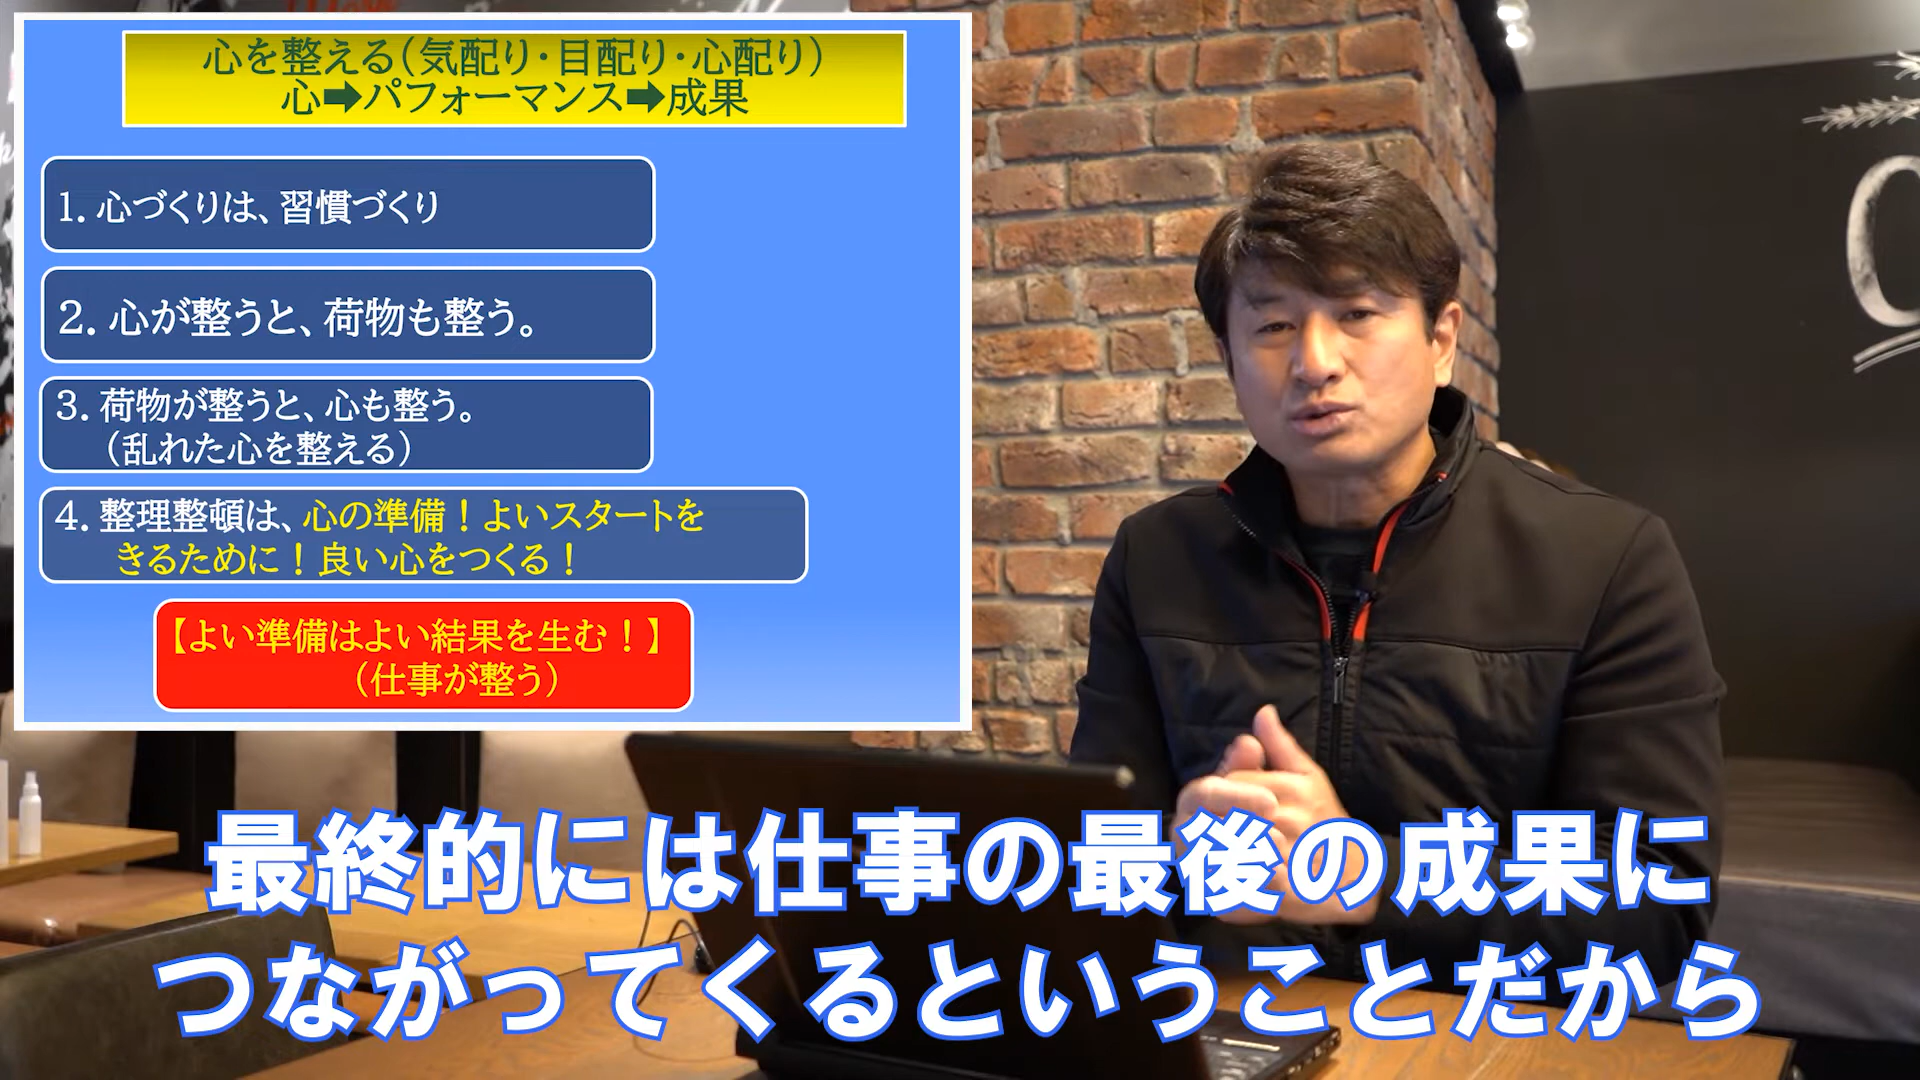 心を整える（気配り・目配り・心配り）
心➡パフォーマンス➡成果
1．心づくりは、習慣づくり
２．心が整うと、荷物も整う。
３．荷物が整うと、心も整う。
（乱れた心を整える）
４．整理整頓は、心の準備！よいスタートを
きるために！良い心をつくる！
【よい準備はよい結果を生む！】
（仕事が整う）
最終的には仕事の最後の成果に
つながってくるということだから